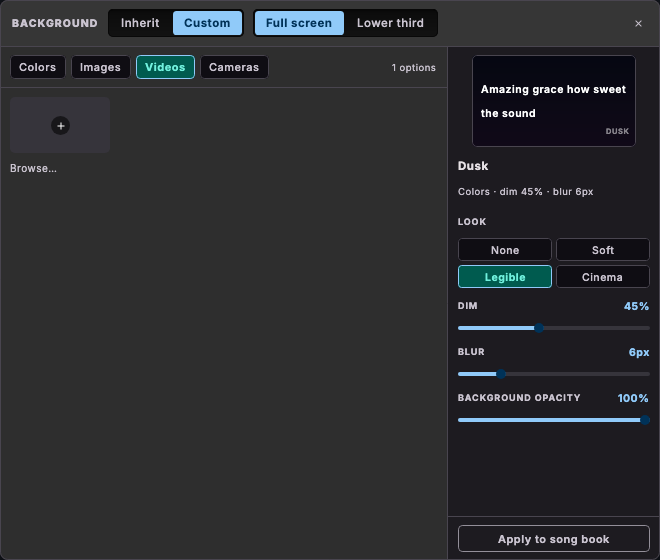 BACKGROUND Inherit Custom Full screen Lower third ×
Colors Images Videos Cameras 1 options
+
Browse...
Amazing grace how sweet
the sound
DUSK
Dusk
Colors · dim 45% · blur 6px
LOOK
None Soft
Legible Cinema
DIM 45%
BLUR 6px
BACKGROUND OPACITY 100%
Apply to song book